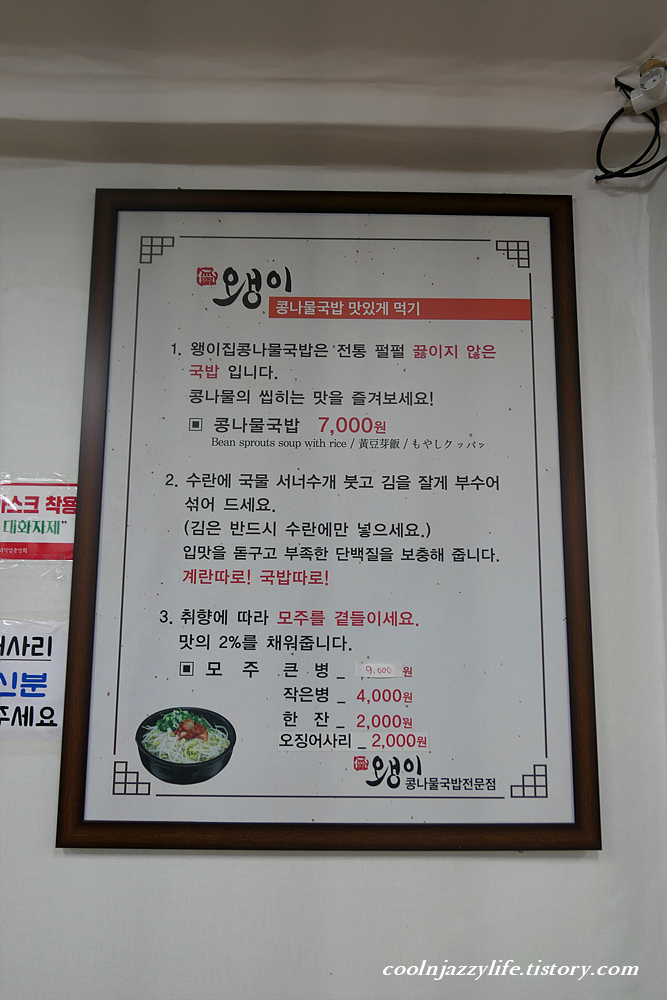 왱이
콩나물국밥 맛있게 먹기
1. 왱이집콩나물국밥은 전통 펄펄 끓이지 않은
국밥 입니다.
콩나물의 씹히는 맛을 즐겨보세요!
▣ 콩나물국밥 7,000원
Bean sprouts soup with rice / 黃豆芽飯 / もやしクッパッ
2. 수란에 국물 서너수개 붓고 김을 잘게 부수어
섞어 드세요.
(김은 반드시 수란에만 넣으세요.)
입맛을 돋구고 부족한 단백질을 보충해 줍니다.
계란따로! 국밥따로!
3. 취향에 따라 모주를 곁들이세요.
맛의 2%를 채워줍니다.
▣ 모 주 큰 병 _ 9,000 원
작은병 _ 4,000원
한 잔 _ 2,000원
오징어사리 _ 2,000원
왱이 콩나물국밥전문점
스크 착용
대화자제"
사리
신분
주세요
coolnjazzylife.tistory.com